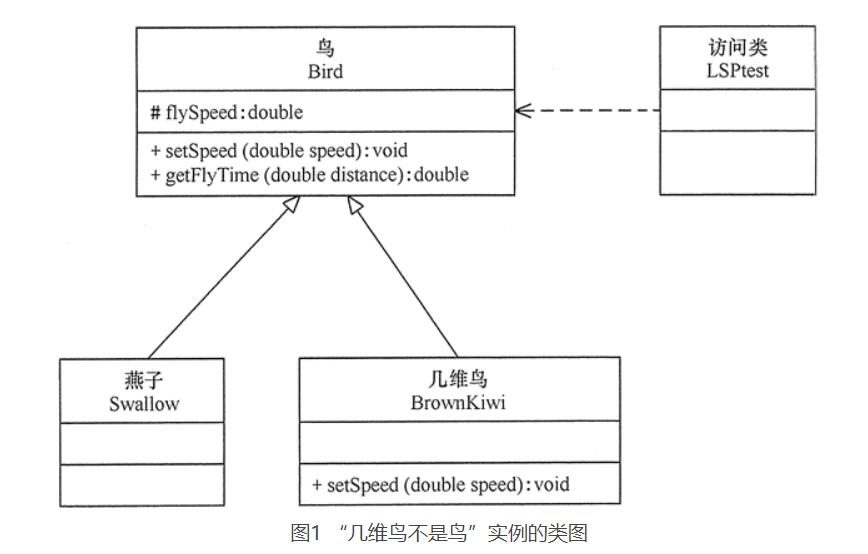 鸟
Bird
# flySpeed:double
+ setSpeed (double speed):void
+ getFlyTime (double distance):double
访问类
LSPtest
燕子
Swallow
几维鸟
BrownKiwi
+ setSpeed (double speed):void
图1 “几维鸟不是鸟”实例的类图